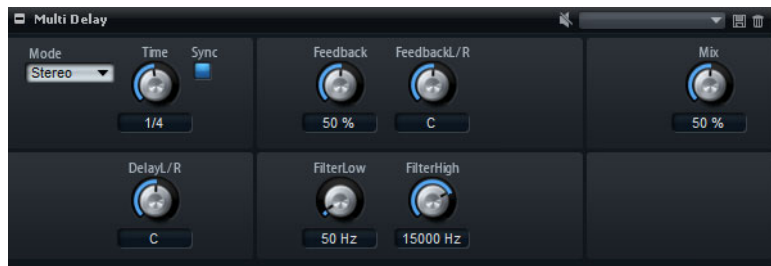 Multi Delay
Mode Time Sync Feedback FeedbackL/R Mix
Stereo
1/4 50 % C 50 %
DelayL/R FilterLow FilterHigh
C 50 Hz 15000 Hz